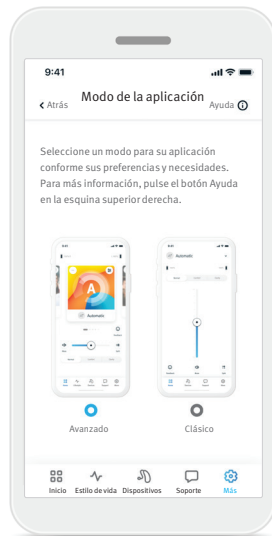 9:41
Atrás
Modo de la aplicación
Ayuda
Seleccione un modo para su aplicación
conforme sus preferencias y necesidades.
Para más información, pulse el botón Ayuda
en la esquina superior derecha.
A
Automatic
Automatic
Avanzado
Clásico
Inicio Estilo de vida Dispositivos Soporte Más